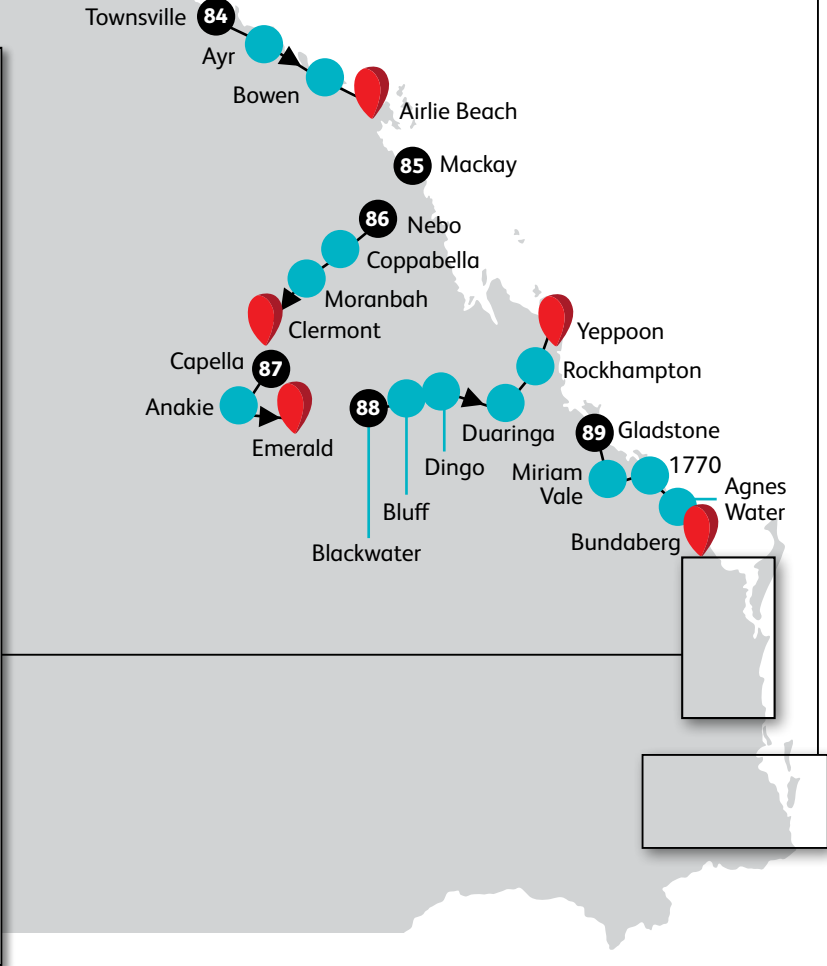 Townsville
84
Ayr
Bowen
Airlie Beach
85
Mackay
86
Nebo
Coppabella
Moranbah
Clermont
Yeppoon
Capella
87
Rockhampton
Anakie
88
Emerald
Duaringa
89
Gladstone
Dingo
1770
Miriam
Vale
Agnes
Water
Bluff
Bundaberg
Blackwater